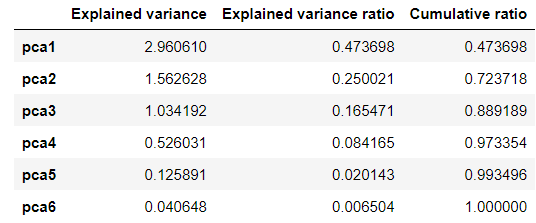 Explained variance Explained variance ratio Cumulative ratio
pca1 2.960610 0.473698 0.473698
pca2 1.562628 0.250021 0.723718
pca3 1.034192 0.165471 0.889189
pca4 0.526031 0.084165 0.973354
pca5 0.125891 0.020143 0.993496
pca6 0.040648 0.006504 1.000000